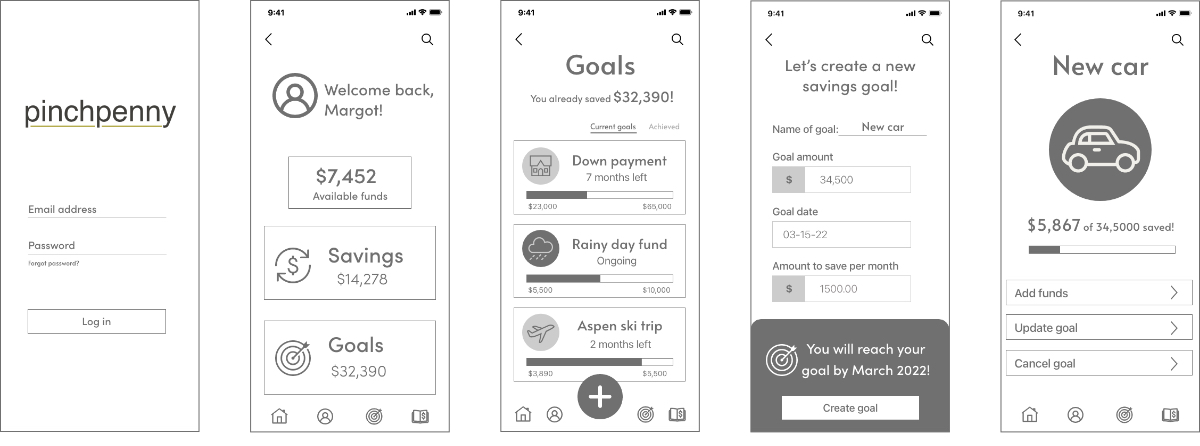 pinchpenny
Email address
Password
Forgot password?
Log in
9:41
Welcome back,
Margot!
$7,452
Available funds
Savings
$14,278
Goals
$32,390
9:41
Goals
You already saved $32,390!
Current goals Achieved
Down payment
7 months left
$23,000 $65,000
Rainy day fund
Ongoing
$5,500 $10,000
Aspen ski trip
2 months left
$3,890 $5,500
9:41
Let's create a new
savings goal!
Name of goal: New car
Goal amount
$ 34,500
Goal date
03-15-22
Amount to save per month
$ 1500.00
You will reach your
goal by March 2022!
Create goal
9:41
New car
$5,867 of 34,5000 saved!
Add funds
Update goal
Cancel goal